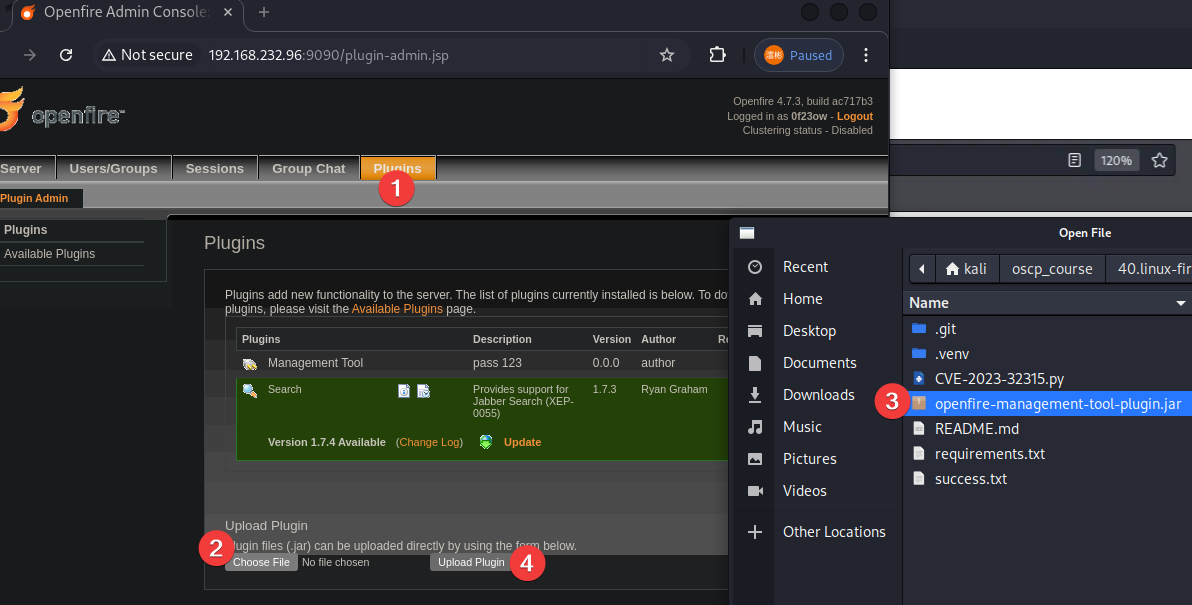 Openfire Admin Console
Not secure 192.168.232.96:9090/plugin-admin.jsp
Paused
openfire
Openfire 4.7.3, build ac717b3
Logged in as 0f23ow - Logout
Clustering status - Disabled
120%
Server Users/Groups Sessions Group Chat Plugins
1
Plugin Admin
Plugins
Available Plugins
Plugins
Plugins add new functionality to the server. The list of plugins currently installed is below. To do
plugins, please visit the Available Plugins page.
Plugins Description Version Author Re
Management Tool pass 123 0.0.0 author
Search Provides support for Jabber Search (XEP-0055) 1.7.3 Ryan Graham
Version 1.7.4 Available (Change Log) Update
Upload Plugin
Plugin files (.jar) can be uploaded directly by using the form below.
2
Choose File No file chosen Upload Plugin
4
Open File
Recent
Home
Desktop
Documents
Downloads
Music
Pictures
Videos
Other Locations
kali oscp_course 40.linux-fir
Name
.git
.venv
CVE-2023-32315.py
3
openfire-management-tool-plugin.jar
README.md
requirements.txt
success.txt